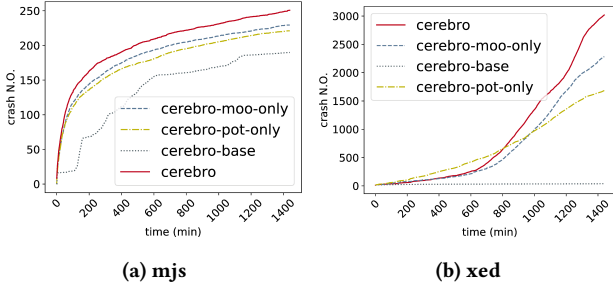 crash N.O.
250
200
150
100
50
0
cerebro-moo-only
cerebro-pot-only
cerebro-base
cerebro
0
200
400
600
800
1000
1200
1400
time (min)
(a) mjs
crash N.O.
3000
2500
2000
1500
1000
500
0
cerebro
cerebro-moo-only
cerebro-base
cerebro-pot-only
0
200
400
600
800
1000
1200
1400
time (min)
(b) xed